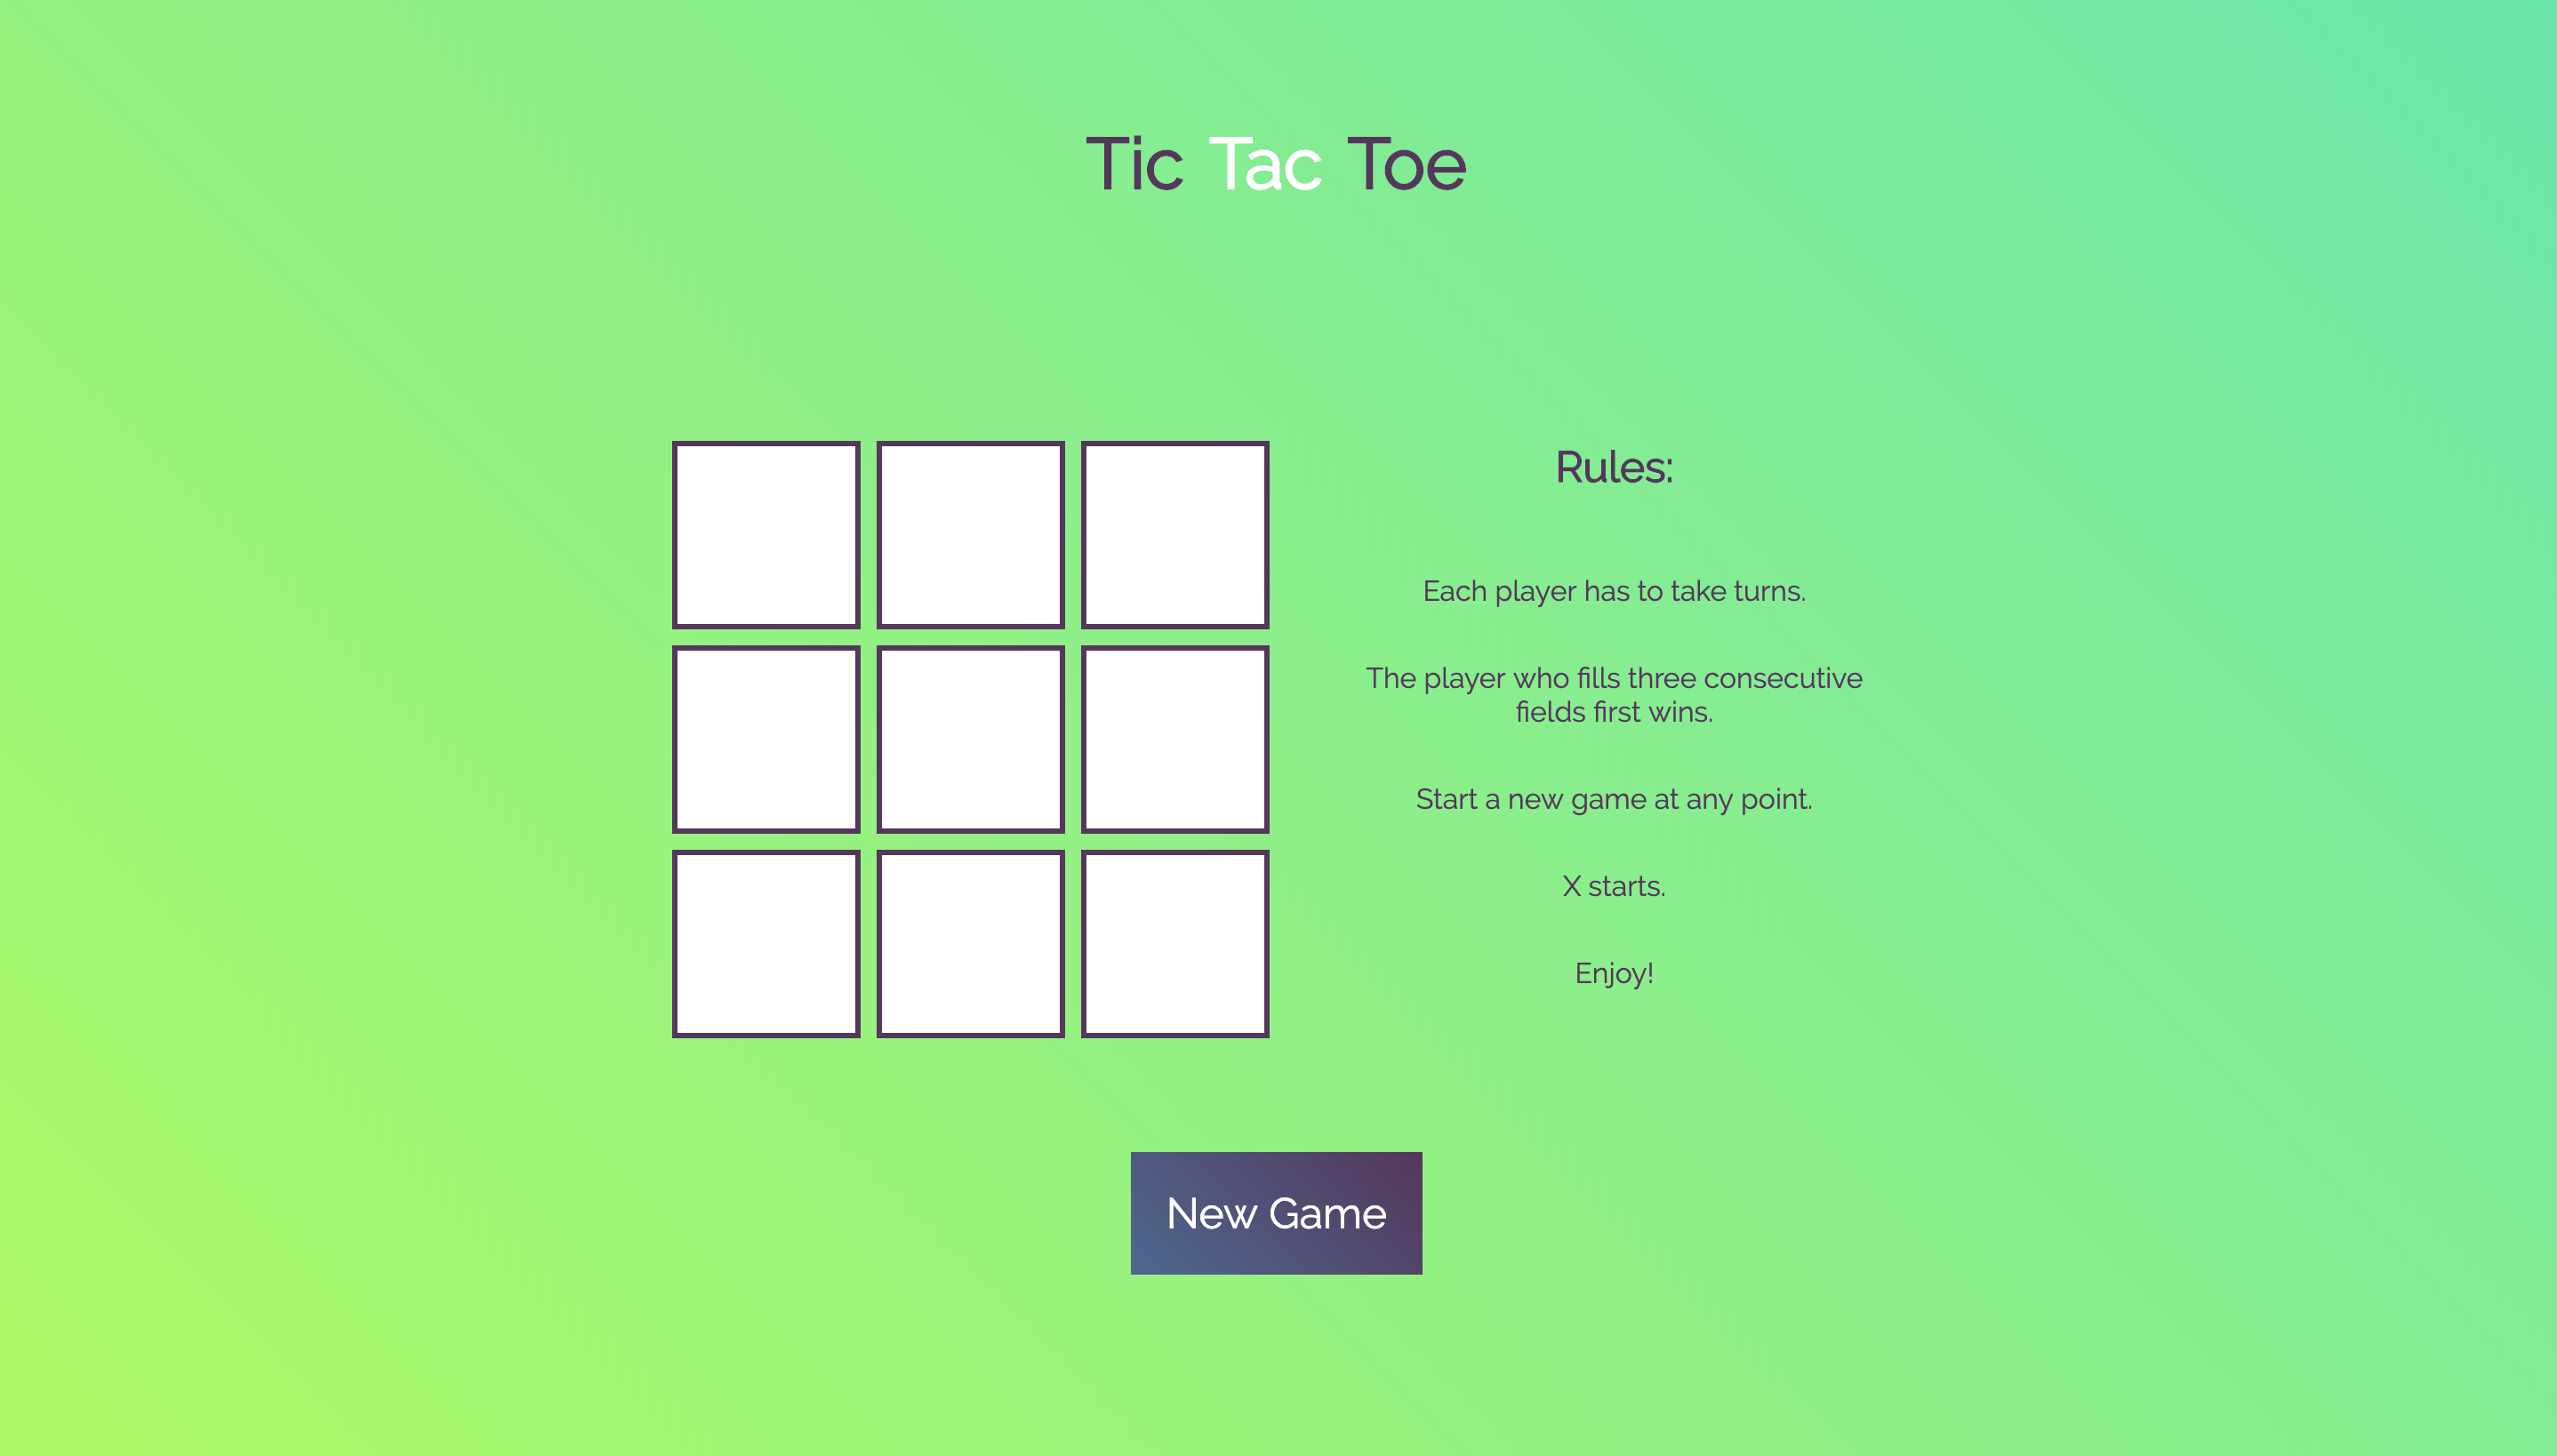 Tic Tac Toe
Rules:
Each player has to take turns.
The player who fills three consecutive
fields first wins.
Start a new game at any point.
X starts.
Enjoy!
New Game